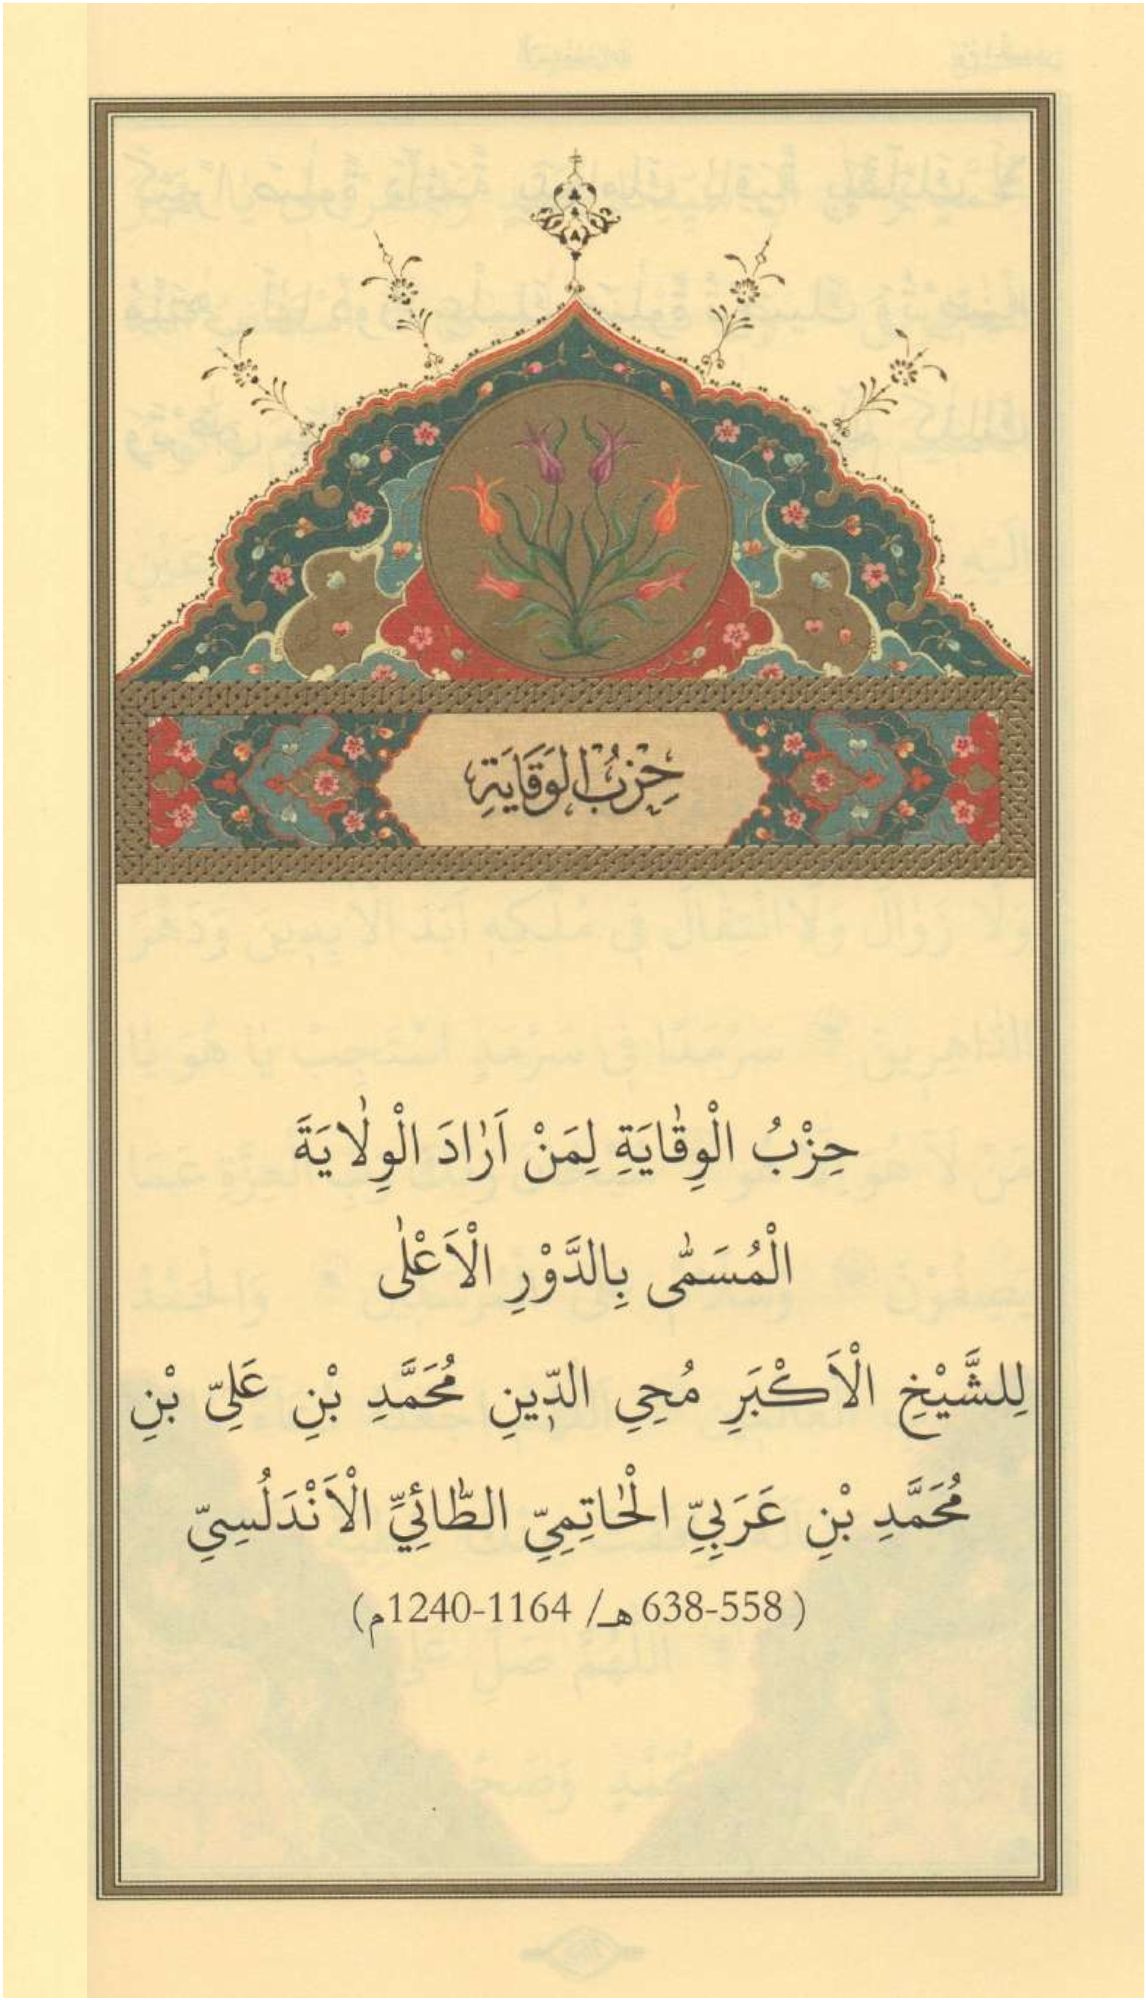 حِزْبُ الوَقَايَةِ
حِزْبُ الْوِقٰايَةِ لِمَنْ اَرٰادَ الْوِلٰايَةَ
الْمُسَمّٰى بِالدَّوْرِ الْاَعْلٰى
لِلشَّيْخِ الْاَكْبَرِ مُحِي الدّ۪ينِ مُحَمَّدِ بْنِ عَلِيّ بْنِ
مُحَمَّدِ بْنِ عَرَبِيّ الْحٰاتِمِيّ الطّٰائِيِّ الْاَنْدَلُسِيّ
(558-638 هـ/ 1164-1240م)